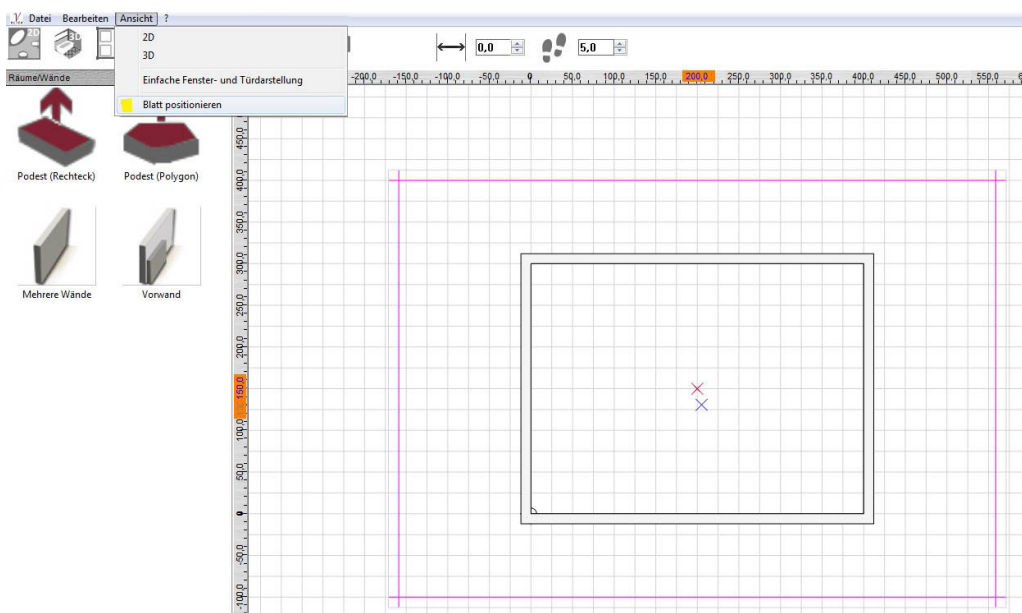 Datei Bearbeiten Ansicht ?
2D 3D
2D
3D
Einfache Fenster- und Türdarstellung
Blatt positionieren
0,0 5,0
Räume/Wände
-200,0 -150,0 -100,0 -50,0 0 50,0 100,0 150,0 200,0 250,0 300,0 350,0 400,0 450,0 500,0 550,0
450,0
400,0
350,0
300,0
250,0
200,0
150,0
100,0
50,0
0
-50,0
-100,0
Podest (Rechteck) Podest (Polygon)
Mehrere Wände Vorwand